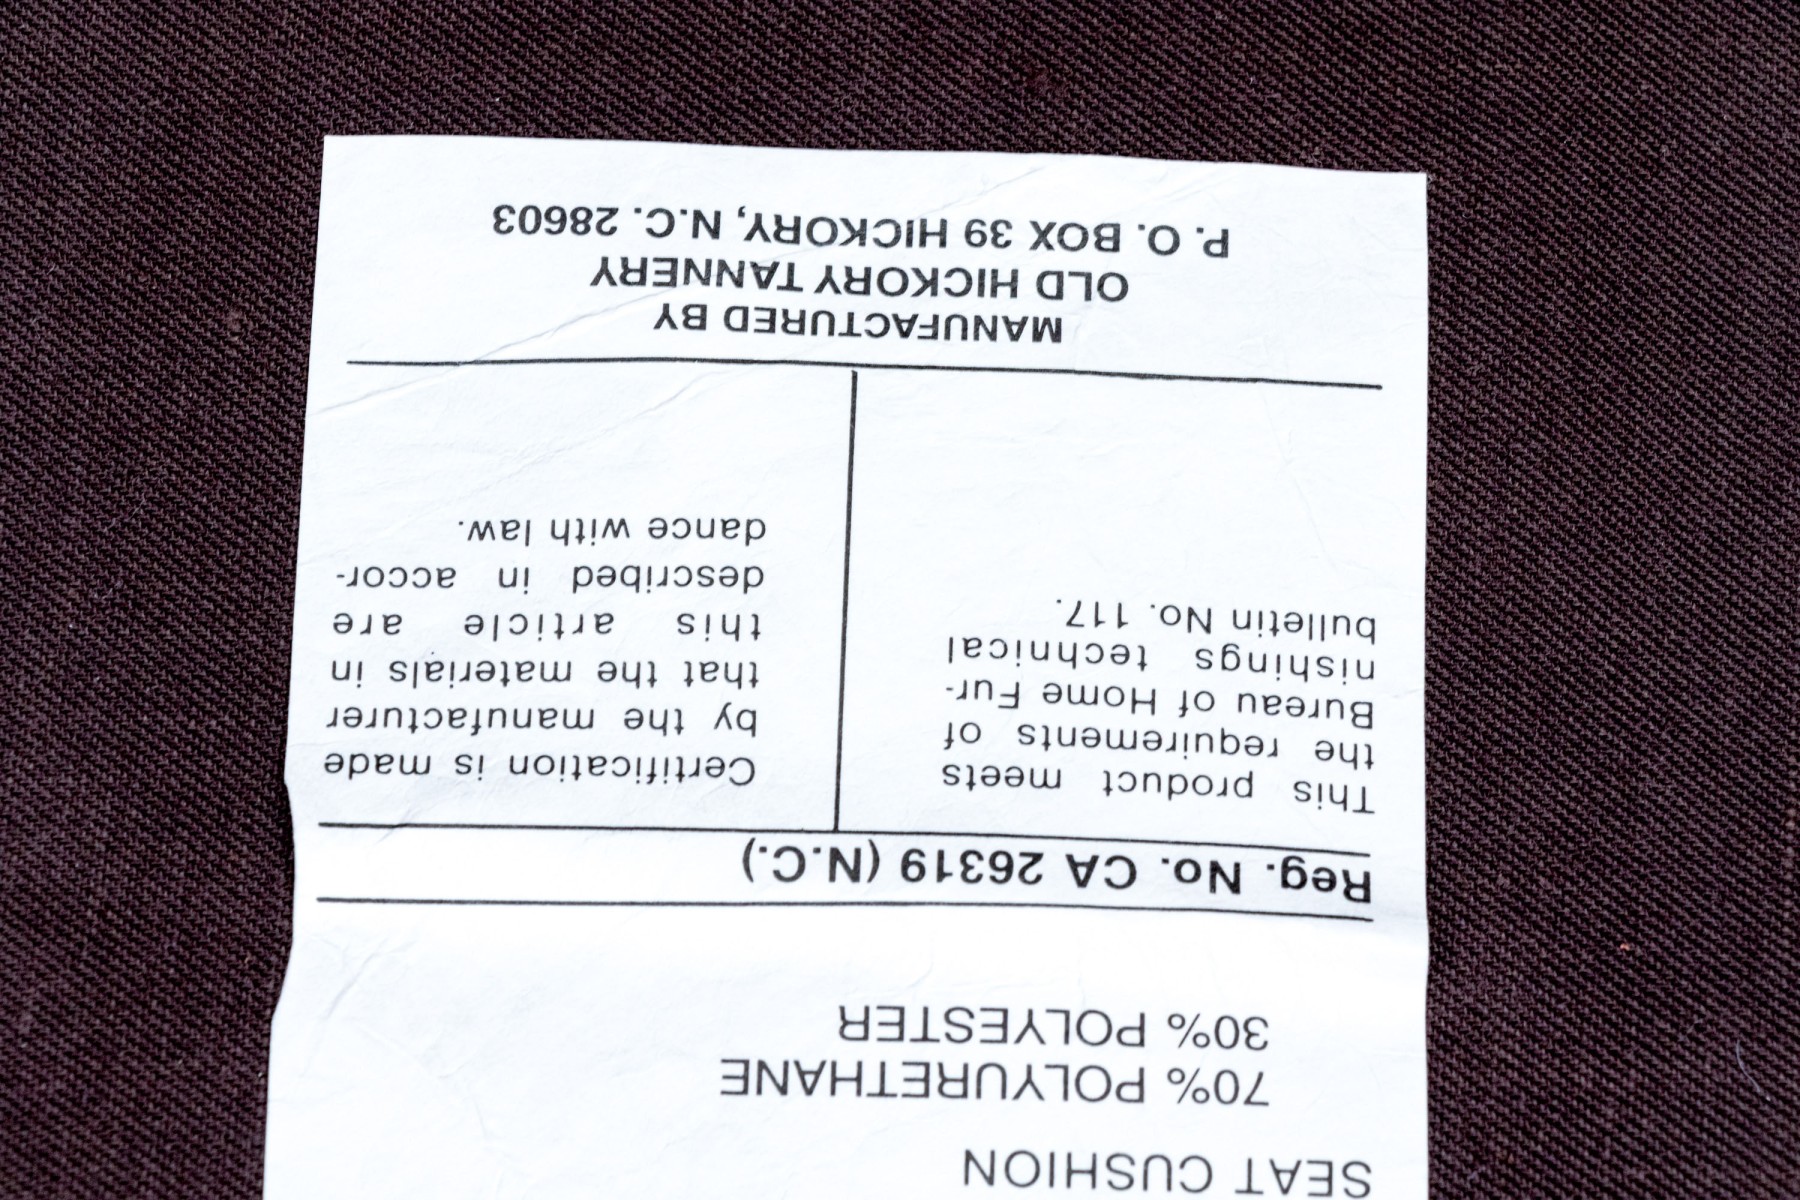 SEAT CUSHION
70% POLYURETHANE
30% POLYESTER
Reg. No. CA 26319 (N.C.)
This product meets
the requirements of
Bureau of Home Fur-
nishings technical
bulletin No. 117.
Certification is made
by the manufacturer
that the materials in
this article are
described in accor-
dance with law.
MANUFACTURED BY
OLD HICKORY TANNERY
P. O. BOX 39 HICKORY, N.C. 28603